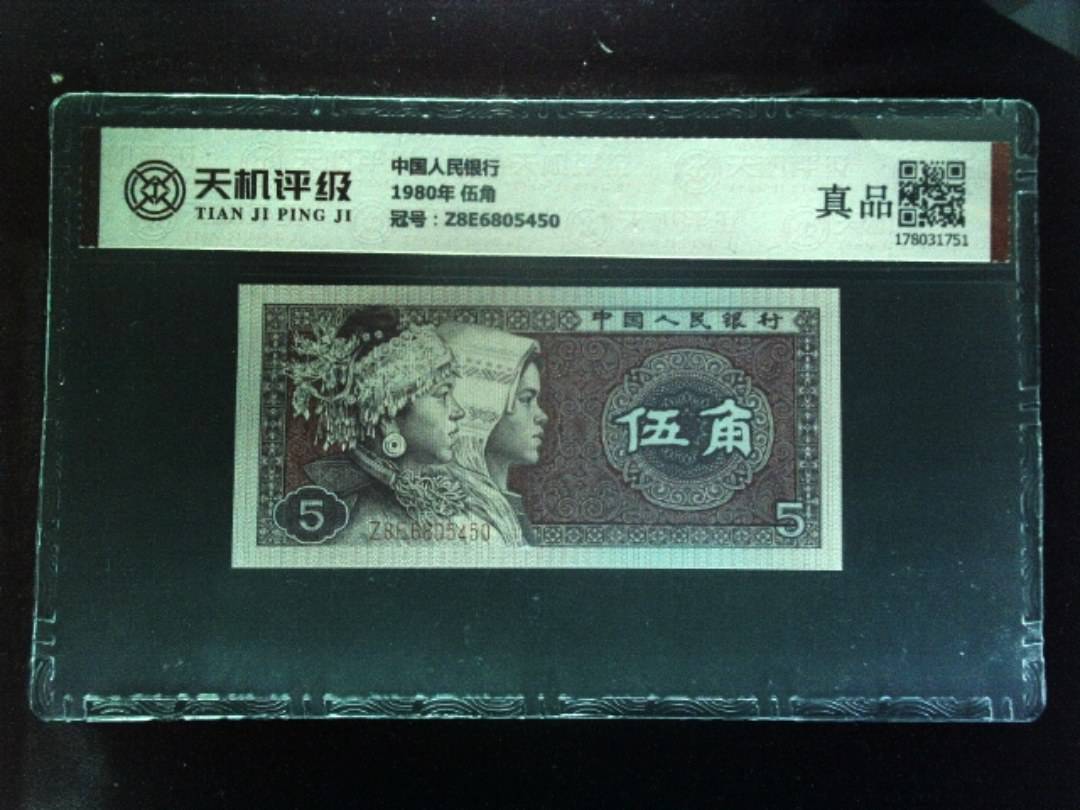 天机评级
TIAN JI PING JI
中国人民银行
1980年 伍角
冠号：Z8E6805450
真品
178031751
中国人民银行
伍角
5
Z8E6805450
5